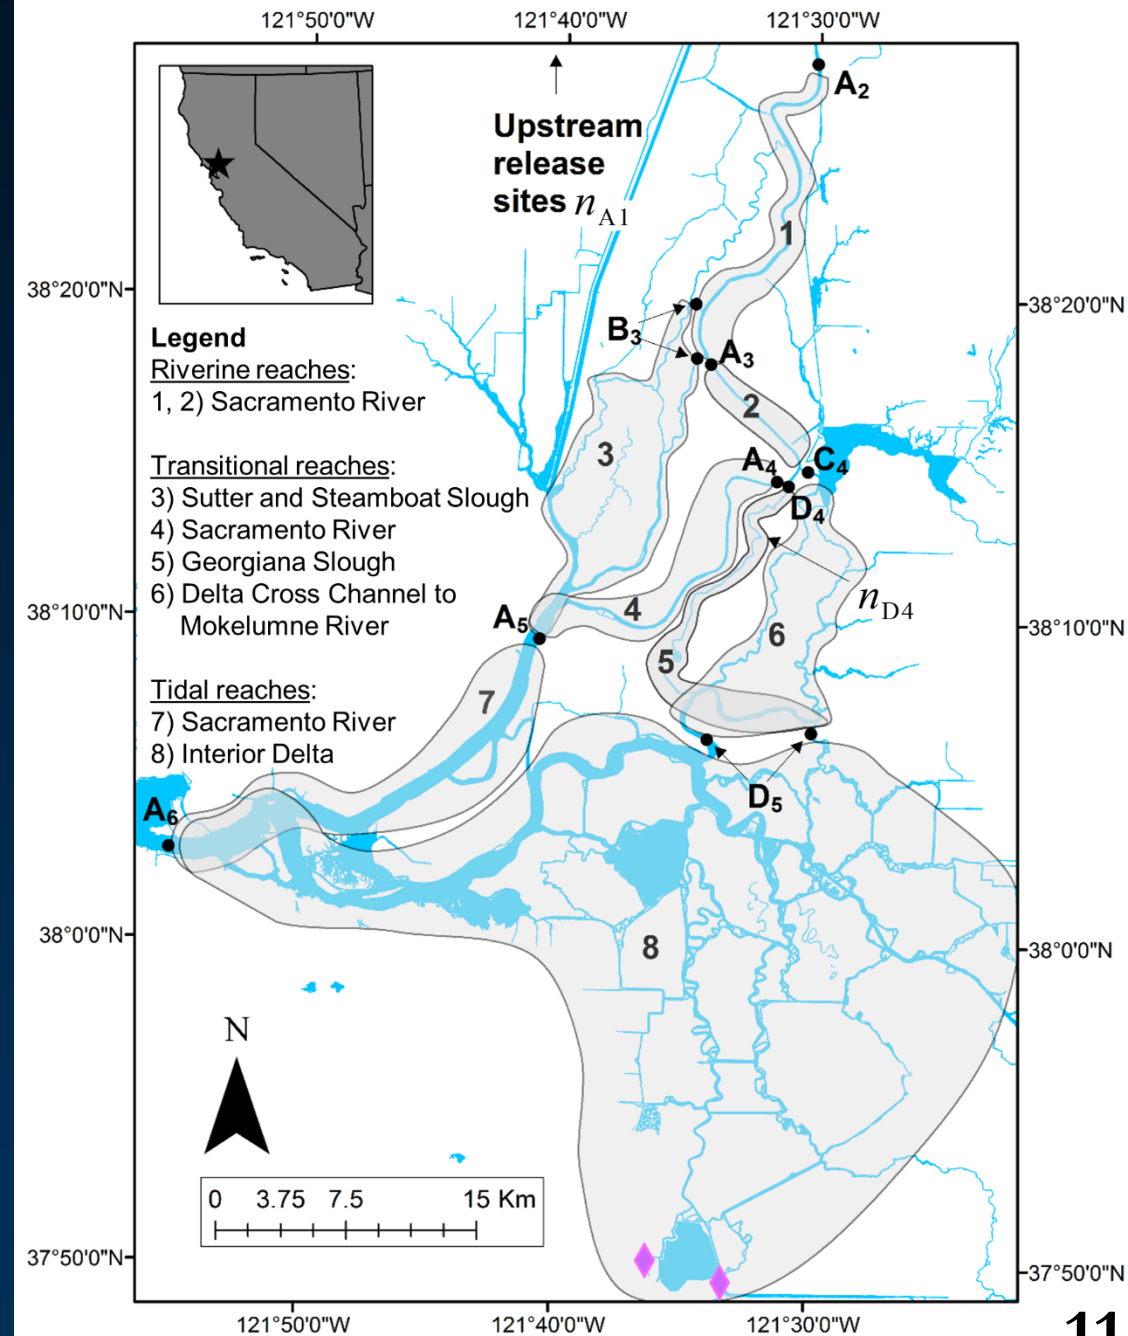 121°50'0"W
121°40'0"W
121°30'0"W
A2
Upstream
release
sites nA1
1
38°20'0"N
38°20'0"N
B3
A3
Legend
Riverine reaches:
1, 2) Sacramento River
2
Transitional reaches:
3) Sutter and Steamboat Slough
4) Sacramento River
5) Georgiana Slough
6) Delta Cross Channel to
Mokelumne River
3
A4
C4
D4
nD4
38°10'0"N
38°10'0"N
A5
4
6
5
Tidal reaches:
7) Sacramento River
8) Interior Delta
7
D5
A6
38°0'0"N
38°0'0"N
8
N
0 3.75 7.5 15 Km
37°50'0"N
37°50'0"N
121°50'0"W
121°40'0"W
121°30'0"W
11